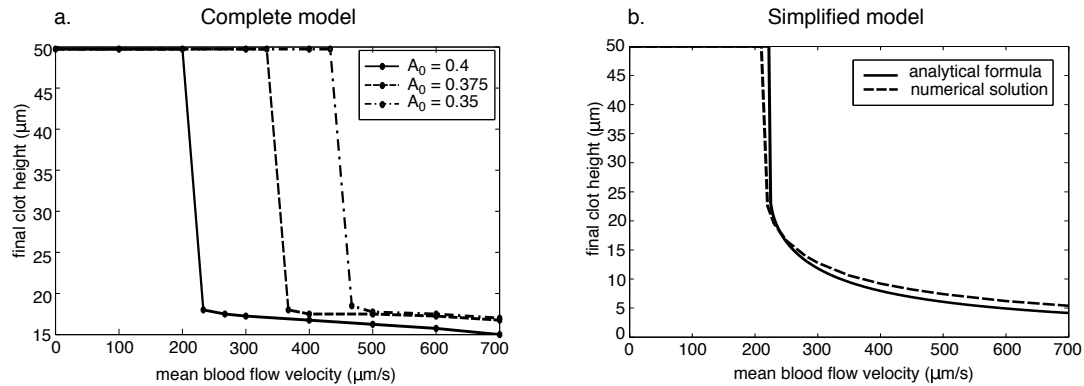 a.
Complete model
final clot height (μm)
50
45
40
35
30
25
20
15
0
100
200
300
400
500
600
700
mean blood flow velocity (μm/s)
A0 = 0.4
A0 = 0.375
A0 = 0.35
b.
Simplified model
final clot height (μm)
50
45
40
35
30
25
20
15
10
5
0
0
100
200
300
400
500
600
700
mean blood flow velocity (μm/s)
analytical formula
numerical solution